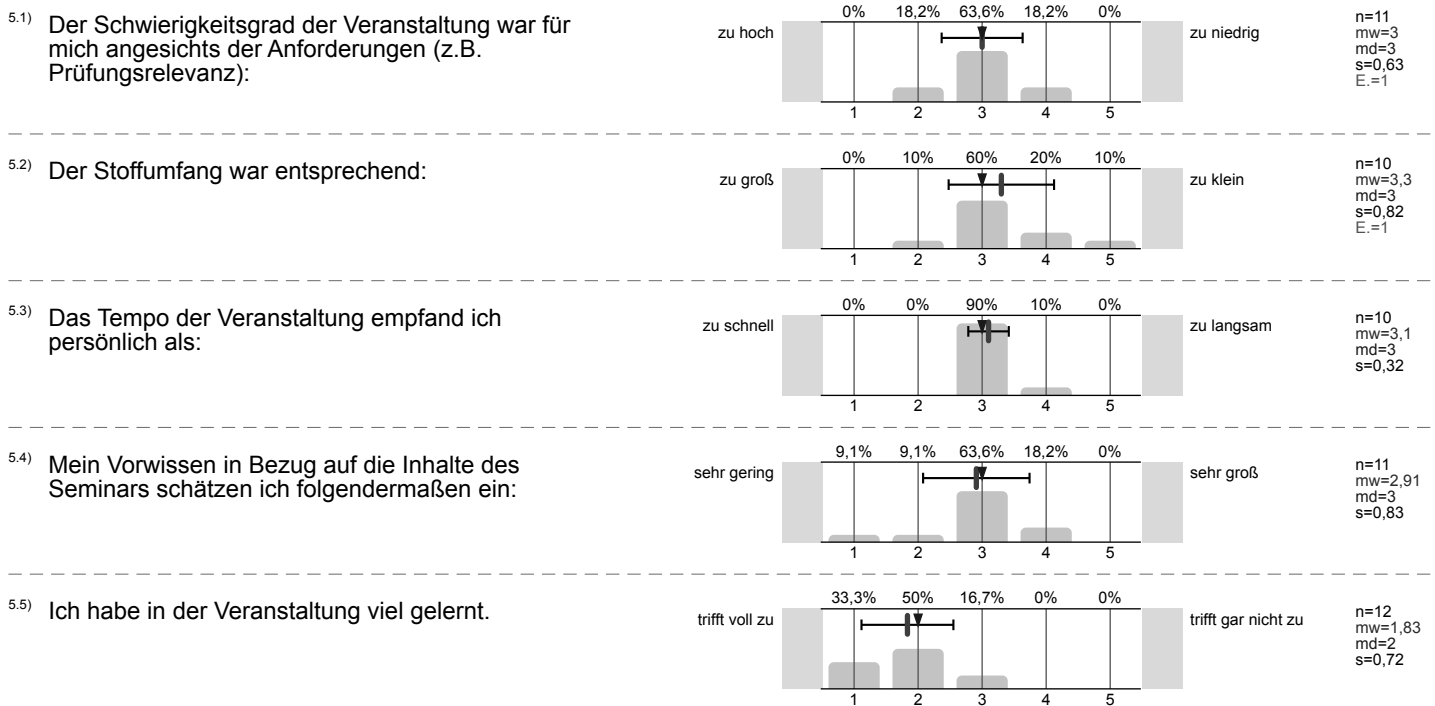 5.1) Der Schwierigkeitsgrad der Veranstaltung war für
mich angesichts der Anforderungen (z.B.
Prüfungsrelevanz):
zu hoch
0% 18,2% 63,6% 18,2% 0%
1 2 3 4 5
zu niedrig
n=11
mw=3
md=3
s=0,63
E.=1
5.2) Der Stoffumfang war entsprechend:
zu groß
0% 10% 60% 20% 10%
1 2 3 4 5
zu klein
n=10
mw=3,3
md=3
s=0,82
E.=1
5.3) Das Tempo der Veranstaltung empfand ich
persönlich als:
zu schnell
0% 0% 90% 10% 0%
1 2 3 4 5
zu langsam
n=10
mw=3,1
md=3
s=0,32
5.4) Mein Vorwissen in Bezug auf die Inhalte des
Seminars schätzen ich folgendermaßen ein:
sehr gering
9,1% 9,1% 63,6% 18,2% 0%
1 2 3 4 5
sehr groß
n=11
mw=2,91
md=3
s=0,83
5.5) Ich habe in der Veranstaltung viel gelernt.
trifft voll zu
33,3% 50% 16,7% 0% 0%
1 2 3 4 5
trifft gar nicht zu
n=12
mw=1,83
md=2
s=0,72